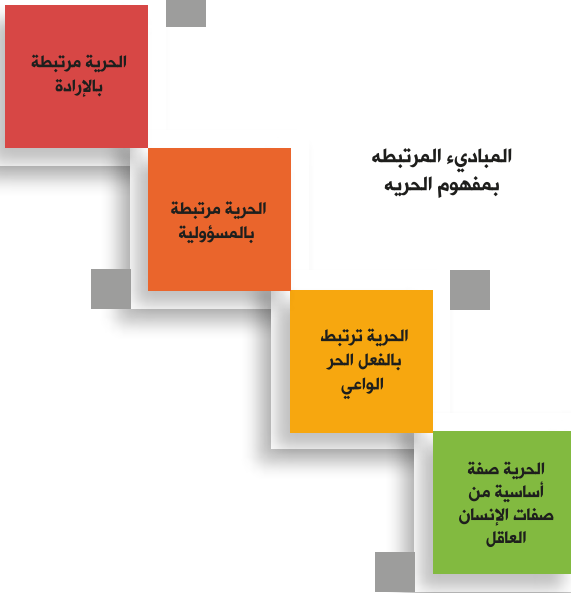 المباديء المرتبطه
بمفهوم الحريه
الحرية مرتبطة
بالإرادة
الحرية مرتبطة
بالمسؤولية
الحرية ترتبط
بالفعل الحر
الواعي
الحرية صفة
أساسية من
صفات الإنسان
العاقل